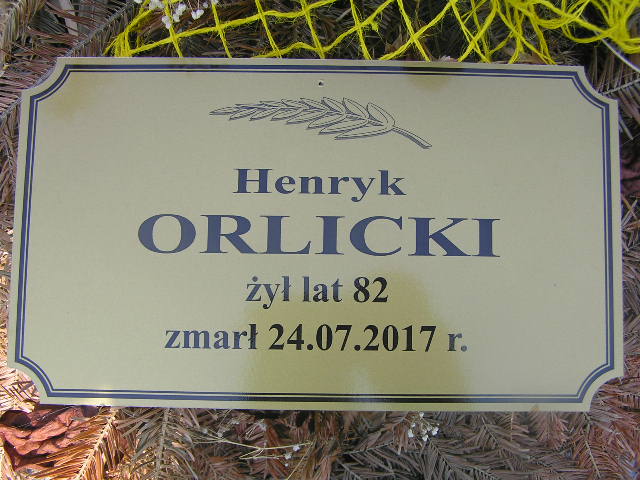 Henryk
ORLICKI
żył lat 82
zmarł 24.07.2017 r.